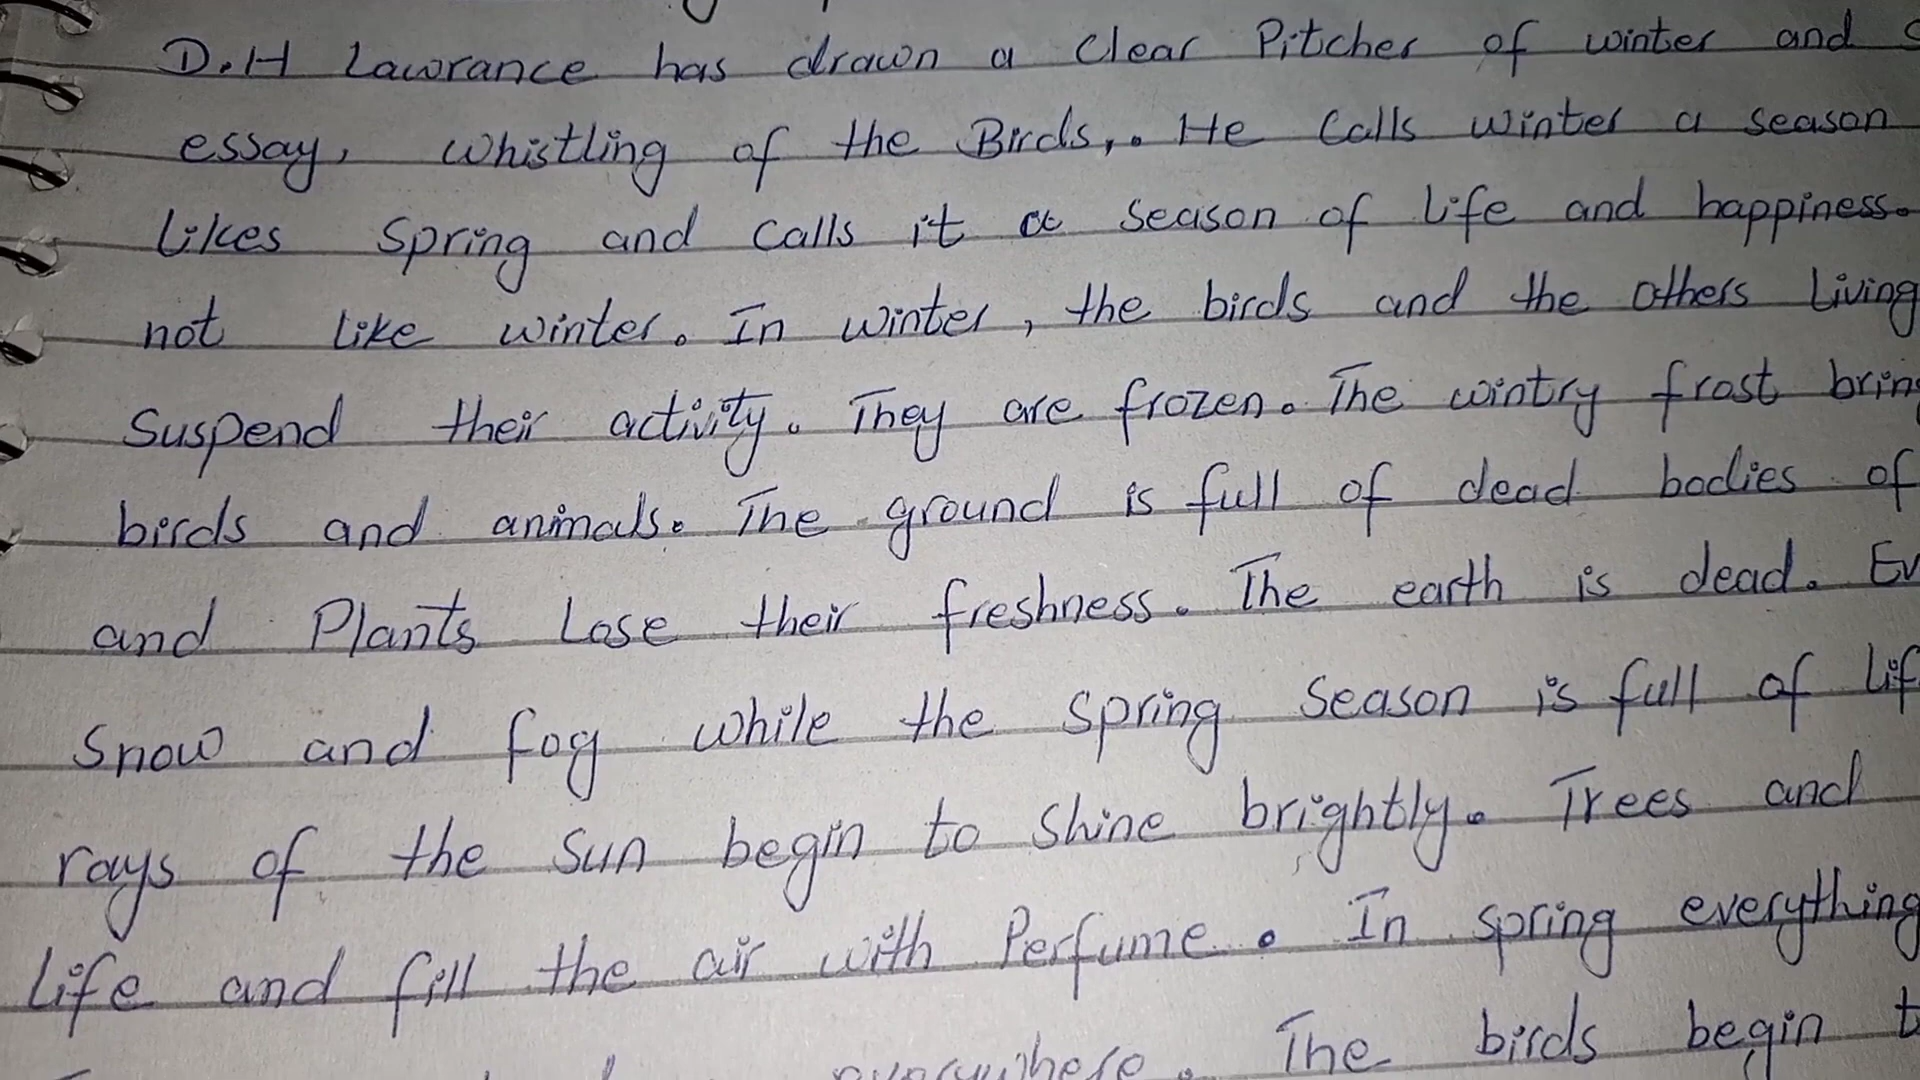 D.H Lawrance has drawn a Clear Pitcher of winter and
essay, Whistling of the Birds,. He Calls winter a season
likes Spring and Calls it a season of life and happiness.
not like winter. In winter, the birds and the others living
Suspend their activity. They are frozen. The wintry frost
birds and animals. The ground is full of dead bodies of
and Plants Lose their freshness. The earth is dead.
Snow and fog while the spring season is full of
rays of the sun begin to shine brightly. Trees and
life and fill the air with Perfume. In spring everything
everywhere. The birds begin